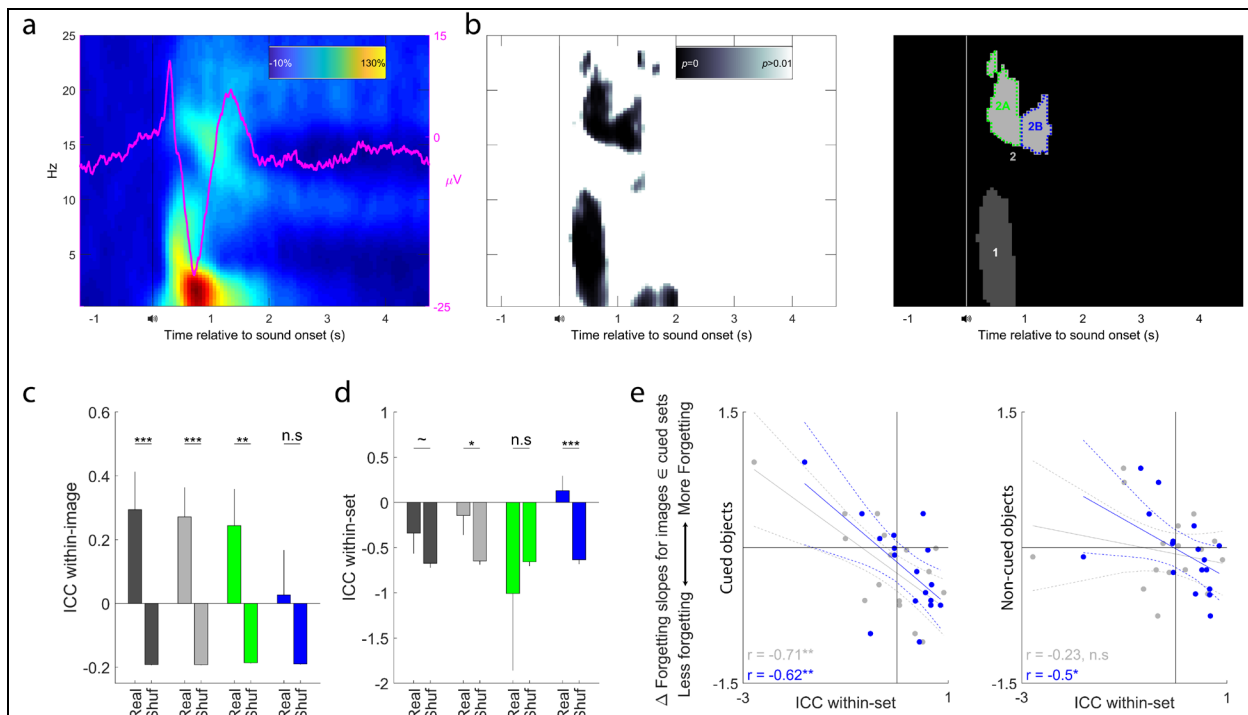 a
25
20
15
10
5
Hz
-10%
130%
15
0
-25
μV
-1
1
2
3
4
Time relative to sound onset (s)
b
p=0
p>0.01
-1
1
2
3
4
Time relative to sound onset (s)
2A
2B
2
1
-1
1
2
3
4
Time relative to sound onset (s)
c
0.6
0.4
0.2
0
-0.2
ICC within-image
***
***
**
n.s
Real
Shuf
Real
Shuf
Real
Shuf
Real
Shuf
d
1
0.5
0
-0.5
-1
-1.5
-2
ICC within-set
~
*
n.s
***
Real
Shuf
Real
Shuf
Real
Shuf
Real
Shuf
e
Δ Forgetting slopes for images ∈ cued sets
Less forgetting
More Forgetting
Cued objects
1.5
-1.5
r = -0.71**
r = -0.62**
-3
1
ICC within-set
Non-cued objects
1.5
-1.5
r = -0.23, n.s
r = -0.5*
-3
1
ICC within-set